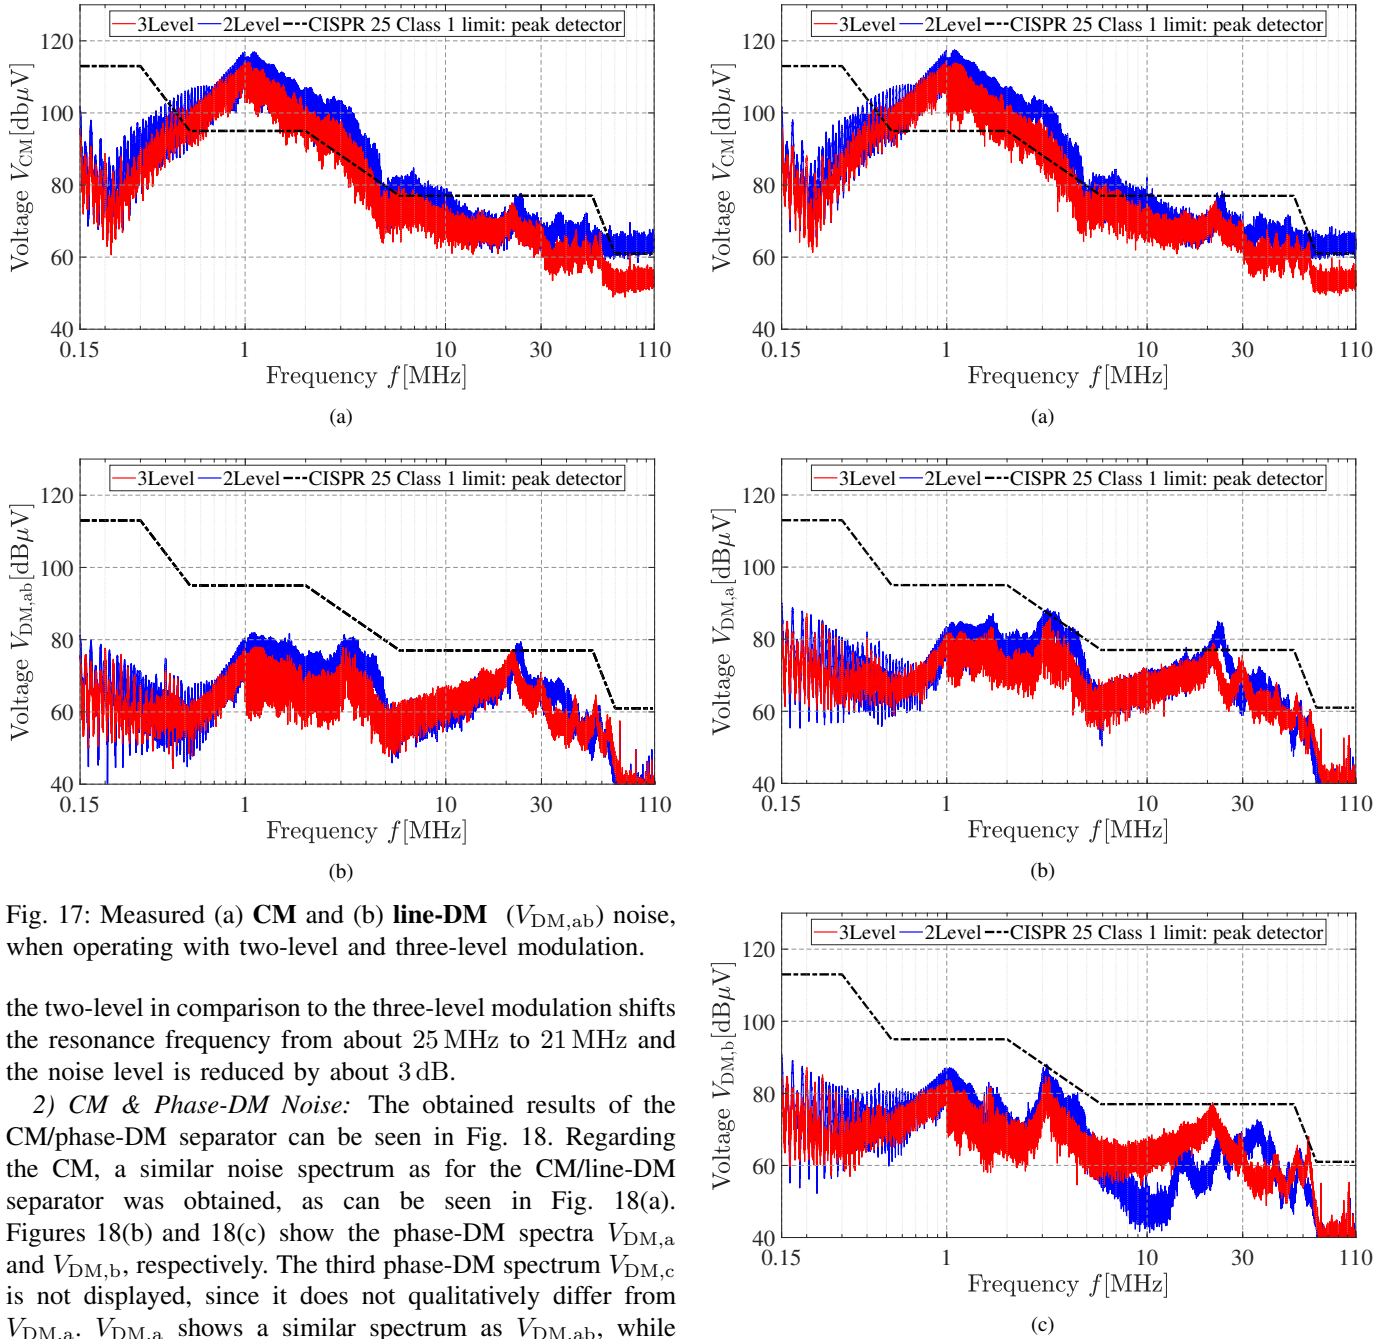 3Level 2Level CISPR 25 Class 1 limit: peak detector
Voltage V_CM[dbμV]
120
100
80
60
40
0.15 1 10 30 110
Frequency f[MHz]
(a)
3Level 2Level CISPR 25 Class 1 limit: peak detector
Voltage V_DM,ab[dBμV]
120
100
80
60
40
0.15 1 10 30 110
Frequency f[MHz]
(b)
Fig. 17: Measured (a) CM and (b) line-DM (V_DM,ab) noise,
when operating with two-level and three-level modulation.
the two-level in comparison to the three-level modulation shifts
the resonance frequency from about 25 MHz to 21 MHz and
the noise level is reduced by about 3 dB.
2) CM & Phase-DM Noise: The obtained results of the
CM/phase-DM separator can be seen in Fig. 18. Regarding
the CM, a similar noise spectrum as for the CM/line-DM
separator was obtained, as can be seen in Fig. 18(a).
Figures 18(b) and 18(c) show the phase-DM spectra V_DM,a
and V_DM,b, respectively. The third phase-DM spectrum V_DM,c
is not displayed, since it does not qualitatively differ from
V_DM,a. V_DM,a shows a similar spectrum as V_DM,ab, while
3Level 2Level CISPR 25 Class 1 limit: peak detector
Voltage V_CM[dbμV]
120
100
80
60
40
0.15 1 10 30 110
Frequency f[MHz]
(a)
3Level 2Level CISPR 25 Class 1 limit: peak detector
Voltage V_DM,a[dBμV]
120
100
80
60
40
0.15 1 10 30 110
Frequency f[MHz]
(b)
3Level 2Level CISPR 25 Class 1 limit: peak detector
Voltage V_DM,b[dBμV]
120
100
80
60
40
0.15 1 10 30 110
Frequency f[MHz]
(c)